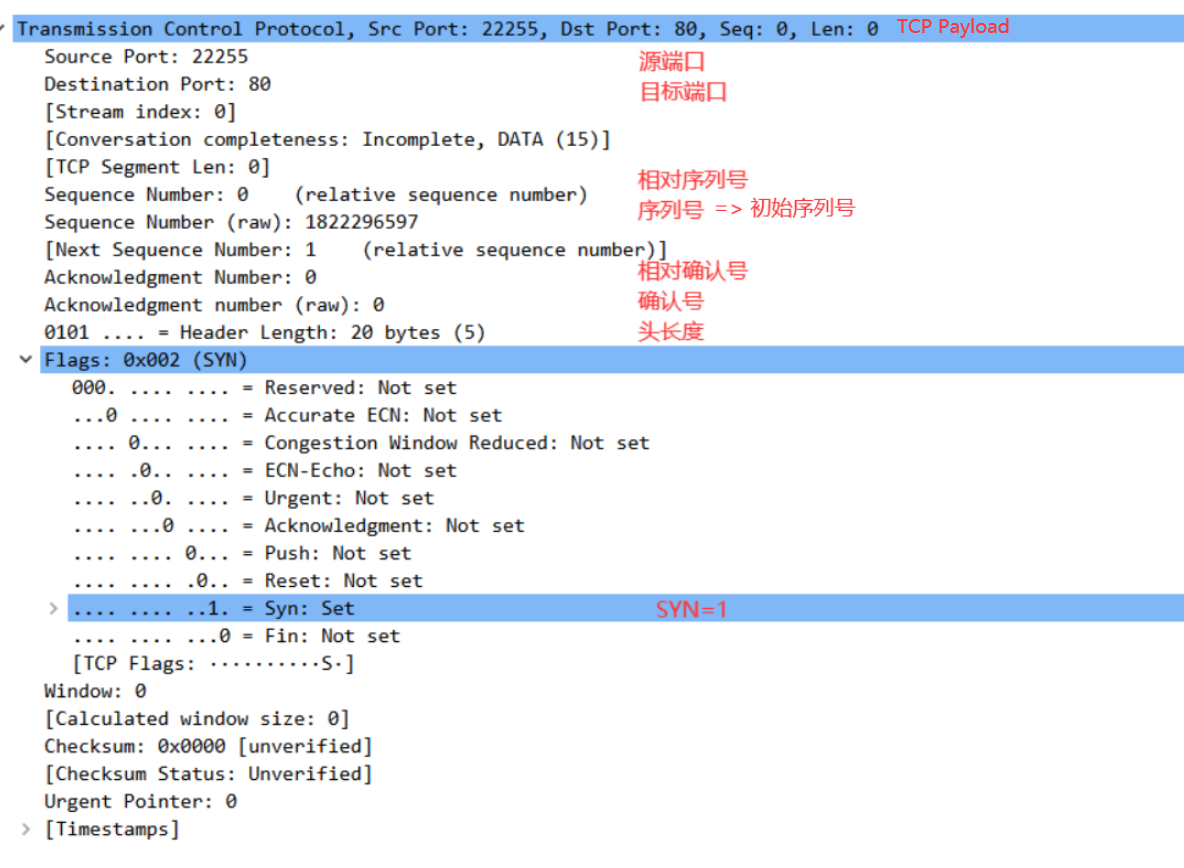 Transmission Control Protocol, Src Port: 22255, Dst Port: 80, Seq: 0, Len: 0 TCP Payload
Source Port: 22255 源端口
Destination Port: 80 目标端口
[Stream index: 0]
[Conversation completeness: Incomplete, DATA (15)]
[TCP Segment Len: 0]
Sequence Number: 0 (relative sequence number) 相对序列号
Sequence Number (raw): 1822296597 序列号 => 初始序列号
[Next Sequence Number: 1 (relative sequence number)]
Acknowledgment Number: 0 相对确认号
Acknowledgment number (raw): 0 确认号
0101 .... = Header Length: 20 bytes (5) 头长度
Flags: 0x002 (SYN)
000. .... .... = Reserved: Not set
...0 .... .... = Accurate ECN: Not set
.... 0... .... = Congestion Window Reduced: Not set
.... .0.. .... = ECN-Echo: Not set
.... ..0. .... = Urgent: Not set
.... ...0 .... = Acknowledgment: Not set
.... .... 0... = Push: Not set
.... .... .0.. = Reset: Not set
.... .... ..1. = Syn: Set SYN=1
.... .... ...0 = Fin: Not set
[TCP Flags: ··········S·]
Window: 0
[Calculated window size: 0]
Checksum: 0x0000 [unverified]
[Checksum Status: Unverified]
Urgent Pointer: 0
[Timestamps]